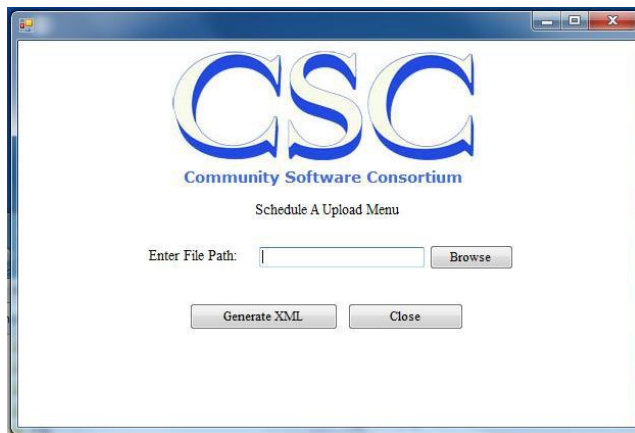 CSC
Community Software Consortium
Schedule A Upload Menu
Enter File Path:
Browse
Generate XML
Close